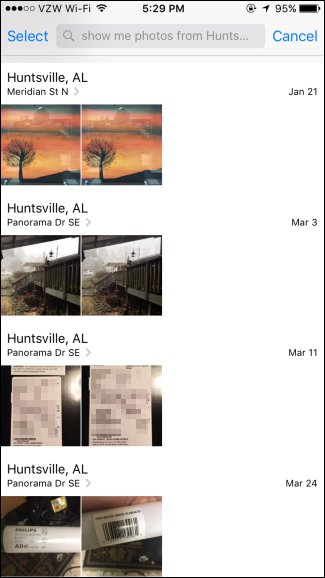 VZW Wi-Fi 5:29 PM 95%
Select show me photos from Hunts... Cancel
Huntsville, AL
Meridian St N Jan 21
Huntsville, AL
Panorama Dr SE Mar 3
Huntsville, AL
Panorama Dr SE Mar 11
Huntsville, AL
Panorama Dr SE Mar 24
PHILIPS